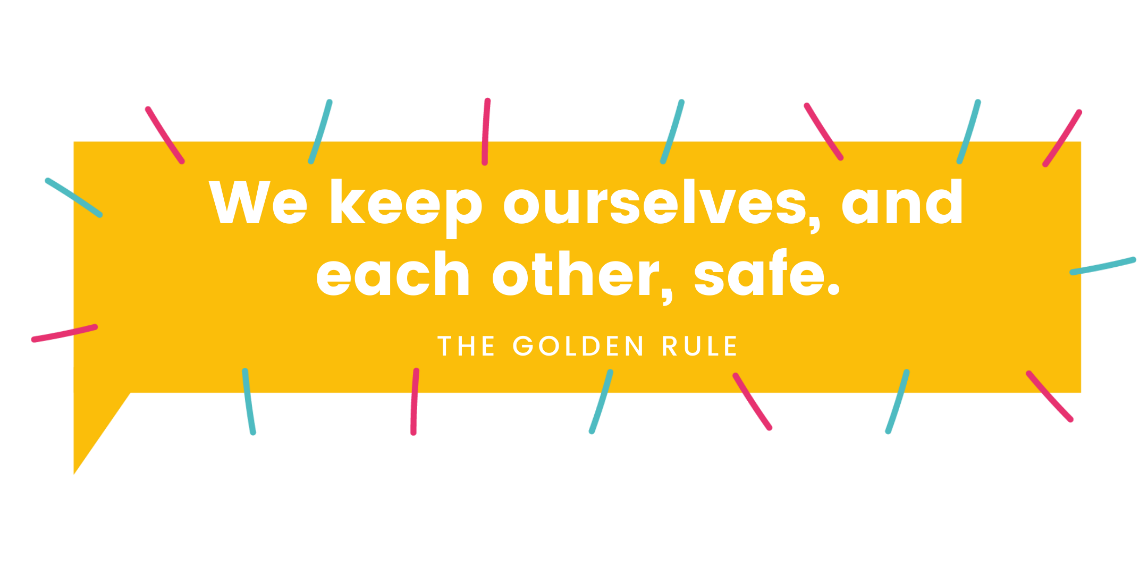 We keep ourselves, and
each other, safe.
THE GOLDEN RULE